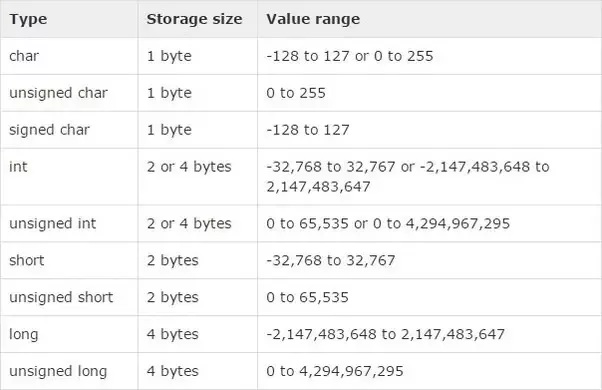 Type Storage size Value range
char 1 byte -128 to 127 or 0 to 255
unsigned char 1 byte 0 to 255
signed char 1 byte -128 to 127
int 2 or 4 bytes -32,768 to 32,767 or -2,147,483,648 to
2,147,483,647
unsigned int 2 or 4 bytes 0 to 65,535 or 0 to 4,294,967,295
short 2 bytes -32,768 to 32,767
unsigned short 2 bytes 0 to 65,535
long 4 bytes -2,147,483,648 to 2,147,483,647
unsigned long 4 bytes 0 to 4,294,967,295